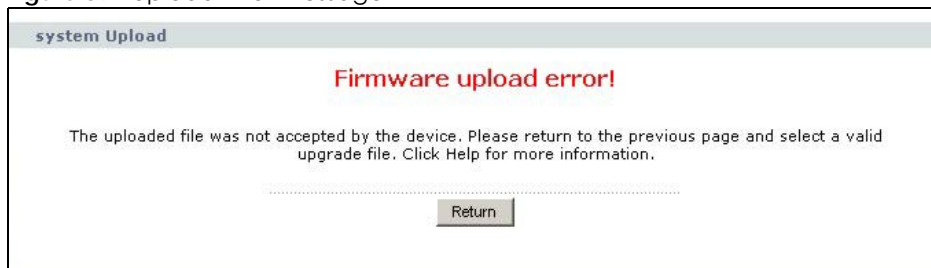 system Upload
Firmware upload error!
The uploaded file was not accepted by the device. Please return to the previous page and select a valid
upgrade file. Click Help for more information.
Return